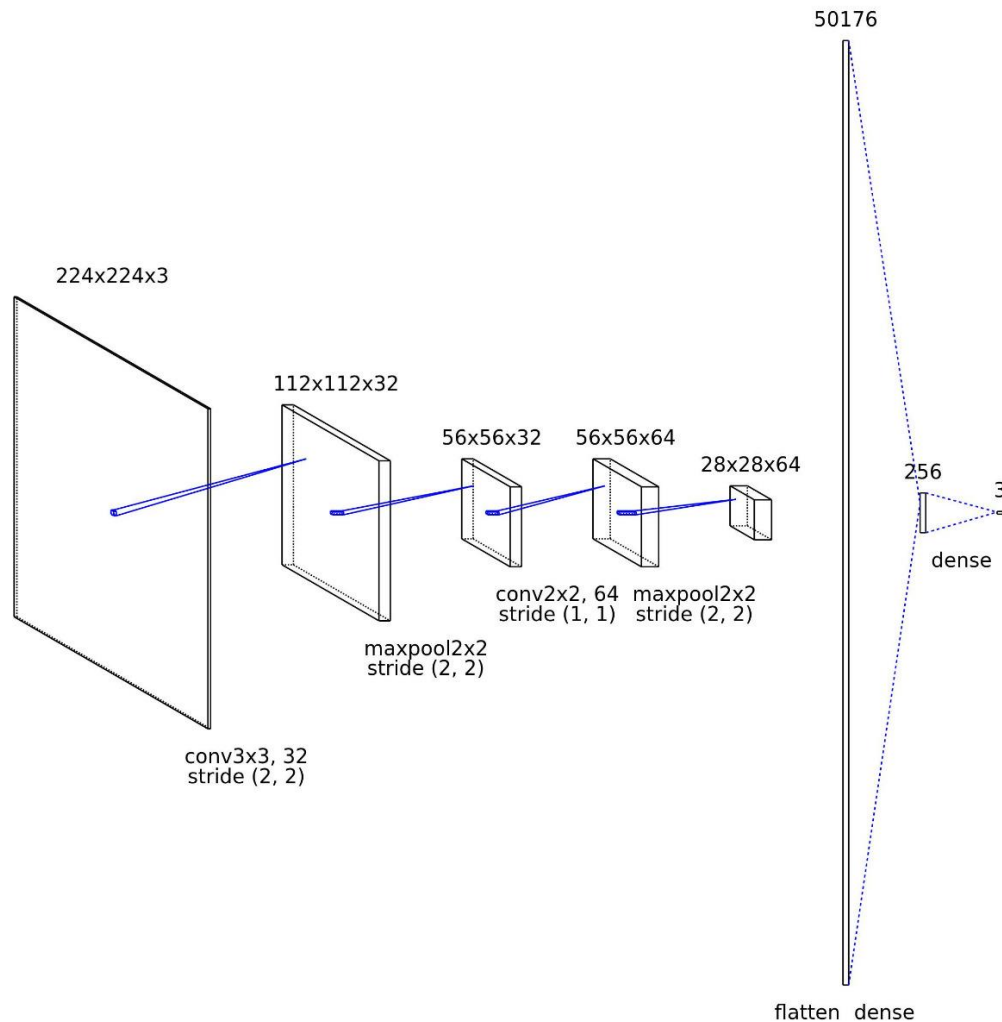 50176
224x224x3
112x112x32
56x56x32
56x56x64
28x28x64
256
3
dense
conv2x2, 64
stride (1, 1)
maxpool2x2
stride (2, 2)
maxpool2x2
stride (2, 2)
conv3x3, 32
stride (2, 2)
flatten
dense